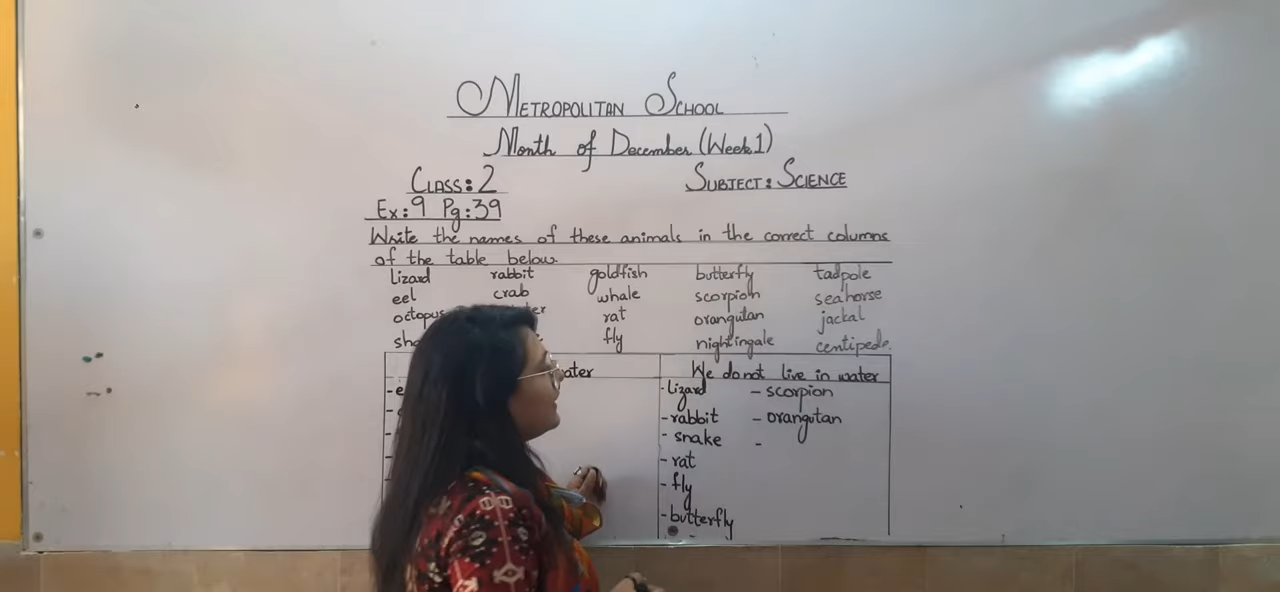 METROPOLITAN SCHOOL
Month of December (Week 1)
CLASS: 2 SUBJECT: SCIENCE
Ex: 9 Pg: 39
Write the names of these animals in the correct columns
of the table below.
lizard rabbit goldfish butterfly tadpole
eel crab whale scorpion seahorse
octopus rat orangutan jackal
fly nightingale centipede.
We do not live in water
- lizard - scorpion
- rabbit - orangutan
- snake -
- rat
- fly
- butterfly